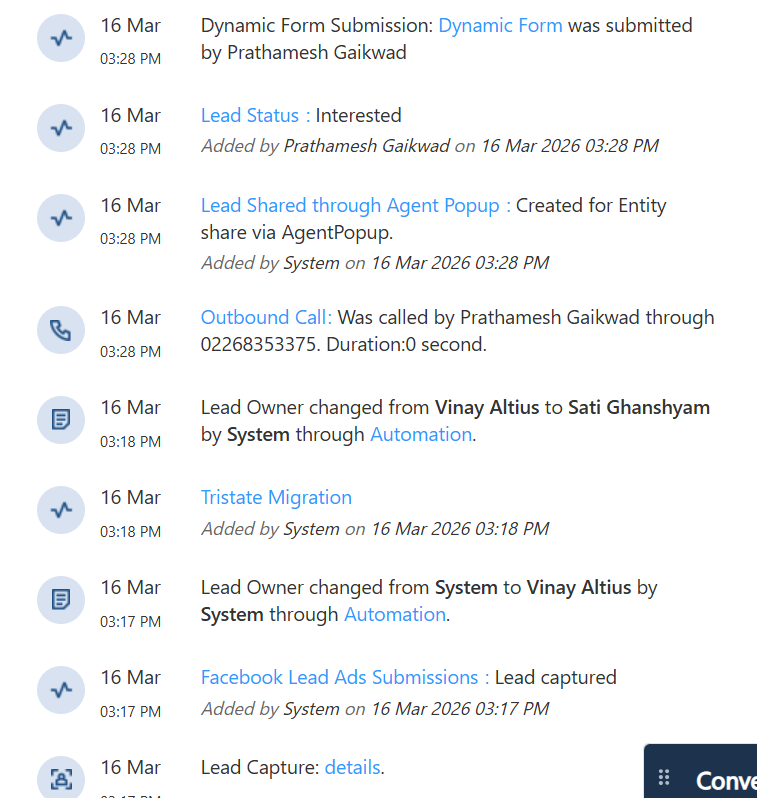 16 Mar
03:28 PM
Dynamic Form Submission: Dynamic Form was submitted
by Prathamesh Gaikwad
16 Mar
03:28 PM
Lead Status : Interested
Added by Prathamesh Gaikwad on 16 Mar 2026 03:28 PM
16 Mar
03:28 PM
Lead Shared through Agent Popup : Created for Entity
share via AgentPopup.
Added by System on 16 Mar 2026 03:28 PM
16 Mar
03:28 PM
Outbound Call: Was called by Prathamesh Gaikwad through
02268353375. Duration:0 second.
16 Mar
03:18 PM
Lead Owner changed from Vinay Altius to Sati Ghanshyam
by System through Automation.
16 Mar
03:18 PM
Tristate Migration
Added by System on 16 Mar 2026 03:18 PM
16 Mar
03:17 PM
Lead Owner changed from System to Vinay Altius by
System through Automation.
16 Mar
03:17 PM
Facebook Lead Ads Submissions : Lead captured
Added by System on 16 Mar 2026 03:17 PM
16 Mar
03:17 PM
Lead Capture: details.
Conve